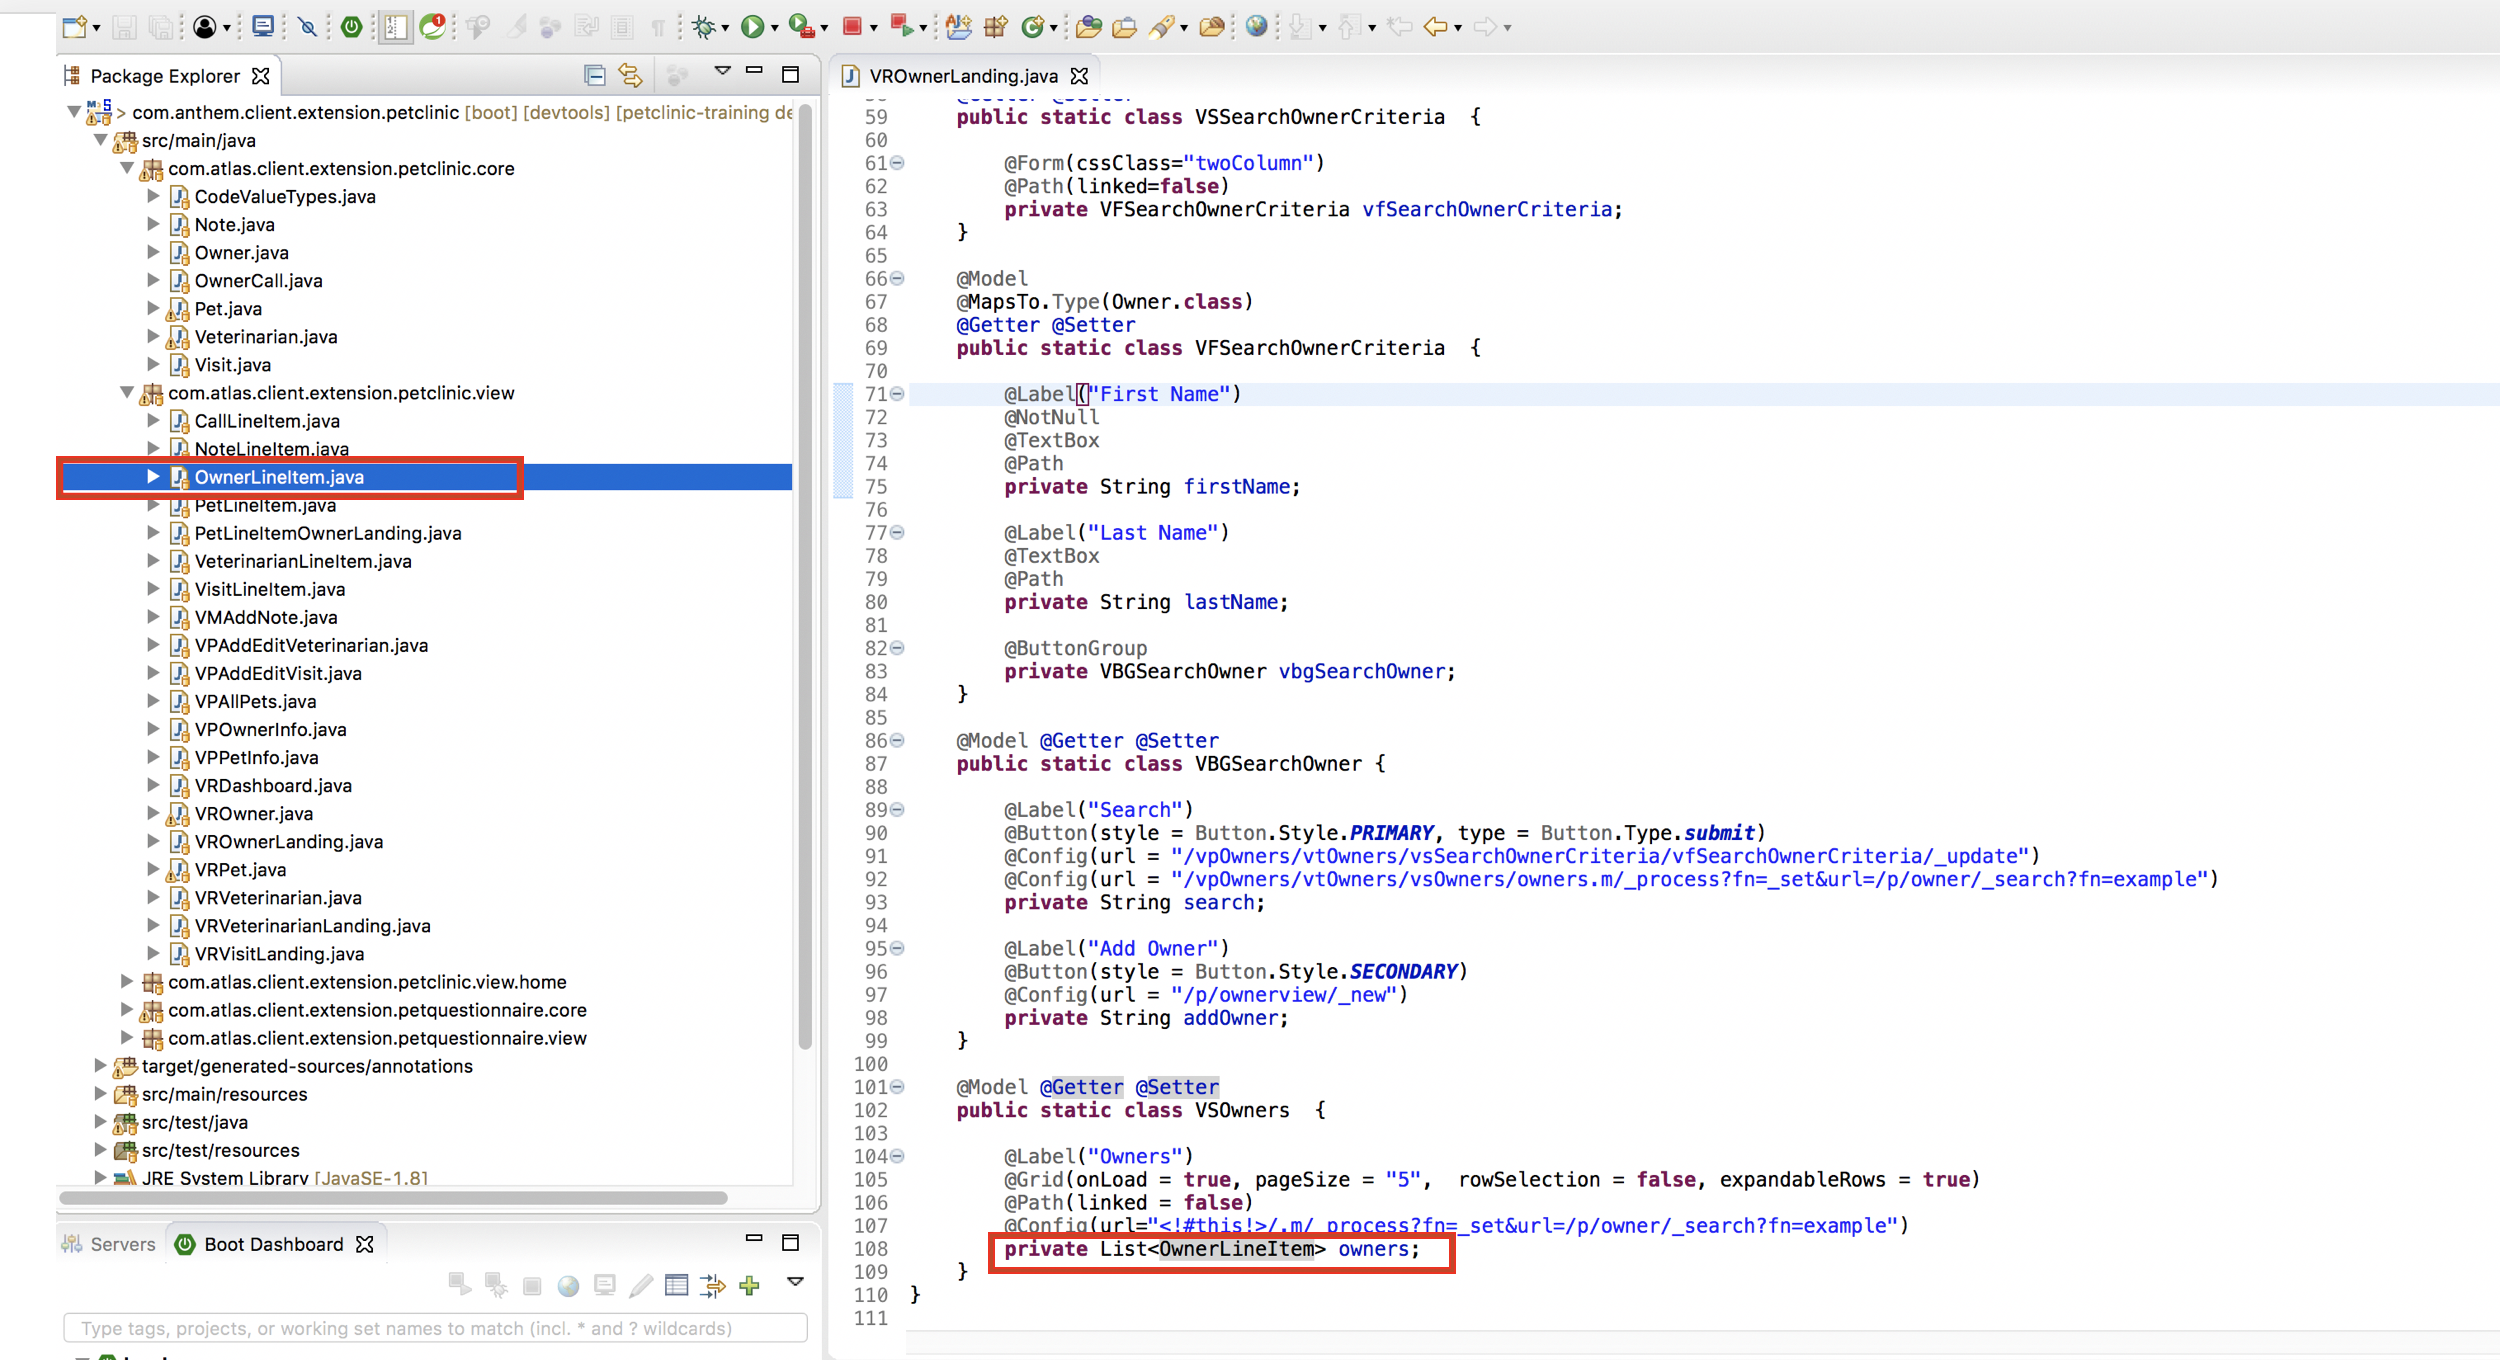 Package Explorer
> com.anthem.client.extension.petclinic [boot] [devtools] [petclinic-training de
src/main/java
com.atlas.client.extension.petclinic.core
CodeValueTypes.java
Note.java
Owner.java
OwnerCall.java
Pet.java
Veterinarian.java
Visit.java
com.atlas.client.extension.petclinic.view
CallLineItem.java
NoteLineItem.java
OwnerLineItem.java
PetLineItem.java
PetLineItemOwnerLanding.java
VeterinarianLineItem.java
VisitLineItem.java
VMAddNote.java
VPAddEditVeterinarian.java
VPAddEditVisit.java
VPAllPets.java
VPOwnerInfo.java
VPPetInfo.java
VRDashboard.java
VROwner.java
VROwnerLanding.java
VRPet.java
VRVeterinarian.java
VRVeterinarianLanding.java
VRVisitLanding.java
com.atlas.client.extension.petclinic.view.home
com.atlas.client.extension.petquestionnaire.core
com.atlas.client.extension.petquestionnaire.view
target/generated-sources/annotations
src/main/resources
src/test/java
src/test/resources
JRE System Library [JavaSE-1.8]
Servers Boot Dashboard
Type tags, projects, or working set names to match (incl. * and ? wildcards)
VROwnerLanding.java
59 public static class VSSearchOwnerCriteria {
60
61 @Form(cssClass="twoColumn")
62 @Path(linked=false)
63 private VFSearchOwnerCriteria vfSearchOwnerCriteria;
64 }
65
66 @Model
67 @MapsTo.Type(Owner.class)
68 @Getter @Setter
69 public static class VFSearchOwnerCriteria {
70
71 @Label("First Name")
72 @NotNull
73 @TextBox
74 @Path
75 private String firstName;
76
77 @Label("Last Name")
78 @TextBox
79 @Path
80 private String lastName;
81
82 @ButtonGroup
83 private VBGSearchOwner vbgSearchOwner;
84 }
85
86 @Model @Getter @Setter
87 public static class VBGSearchOwner {
88
89 @Label("Search")
90 @Button(style = Button.Style.PRIMARY, type = Button.Type.submit)
91 @Config(url = "/vpOwners/vtOwners/vsSearchOwnerCriteria/vfSearchOwnerCriteria/_update")
92 @Config(url = "/vpOwners/vtOwners/vsOwners/owners.m/_process?fn=_set&url=/p/owner/_search?fn=example")
93 private String search;
94
95 @Label("Add Owner")
96 @Button(style = Button.Style.SECONDARY)
97 @Config(url = "/p/ownerview/_new")
98 private String addOwner;
99 }
100
101 @Model @Getter @Setter
102 public static class VSOwners {
103
104 @Label("Owners")
105 @Grid(onLoad = true, pageSize = "5", rowSelection = false, expandableRows = true)
106 @Path(linked = false)
107 @Config(url="<!#this!>/.m/_process?fn=_set&url=/p/owner/_search?fn=example")
108 private List<OwnerLineItem> owners;
109 }
110 }
111